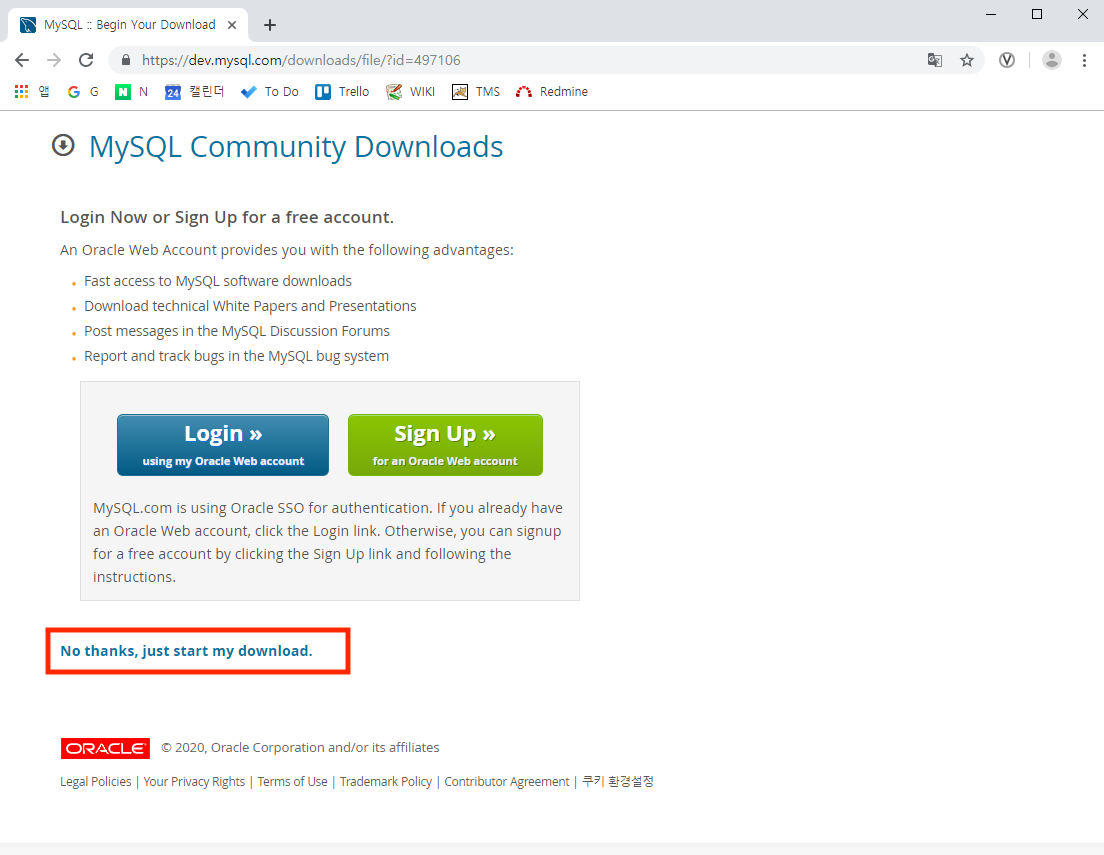 MySQL :: Begin Your Download
https://dev.mysql.com/downloads/file/?id=497106
앱 G N 24 캘린더 To Do Trello WIKI TMS Redmine
MySQL Community Downloads
Login Now or Sign Up for a free account.
An Oracle Web Account provides you with the following advantages:
Fast access to MySQL software downloads
Download technical White Papers and Presentations
Post messages in the MySQL Discussion Forums
Report and track bugs in the MySQL bug system
Login » Sign Up »
using my Oracle Web account for an Oracle Web account
MySQL.com is using Oracle SSO for authentication. If you already have
an Oracle Web account, click the Login link. Otherwise, you can signup
for a free account by clicking the Sign Up link and following the
instructions.
No thanks, just start my download.
ORACLE © 2020, Oracle Corporation and/or its affiliates
Legal Policies | Your Privacy Rights | Terms of Use | Trademark Policy | Contributor Agreement | 쿠키 환경설정